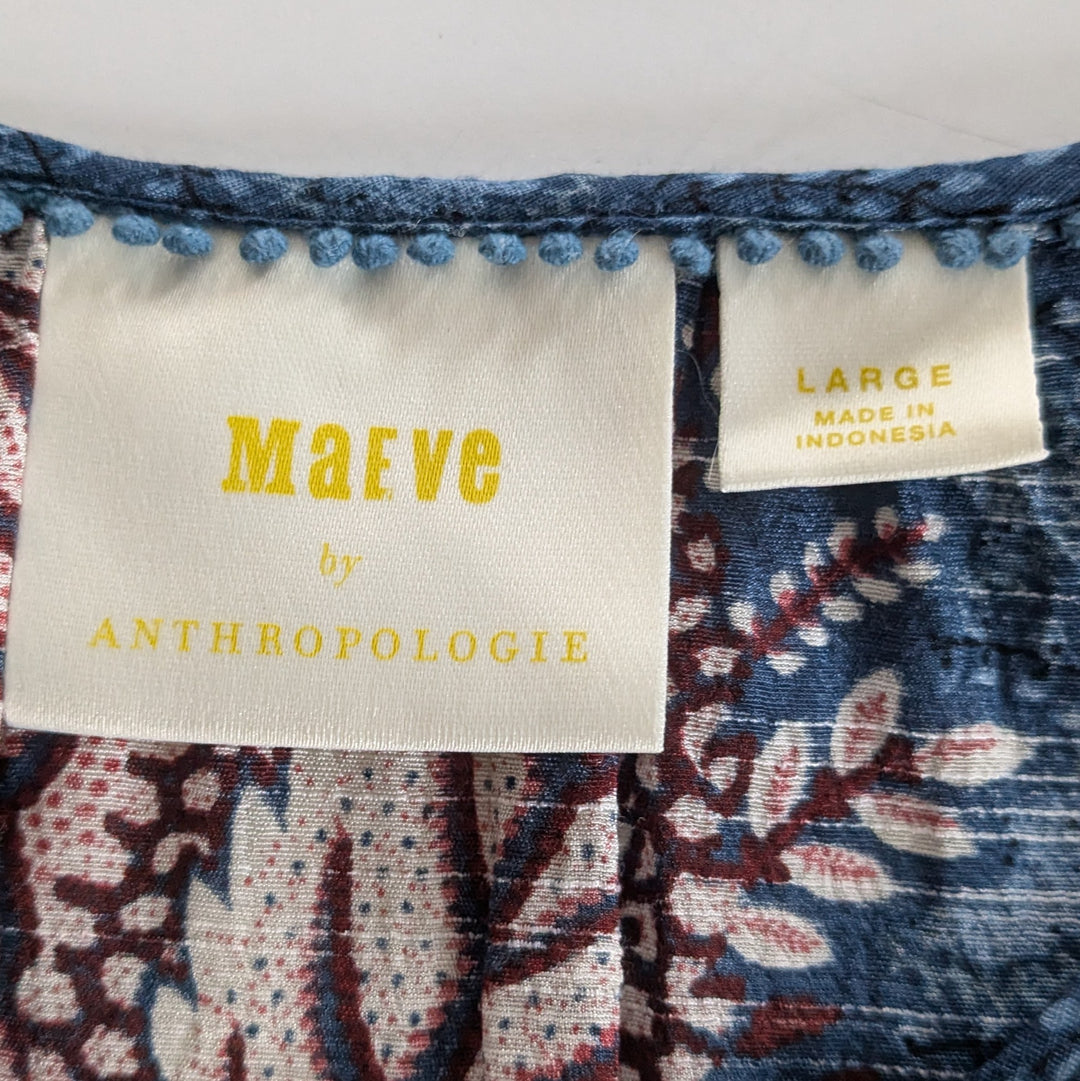 MaEVe
by
ANTHROPOLOGIE
LARGE
MADE IN
INDONESIA